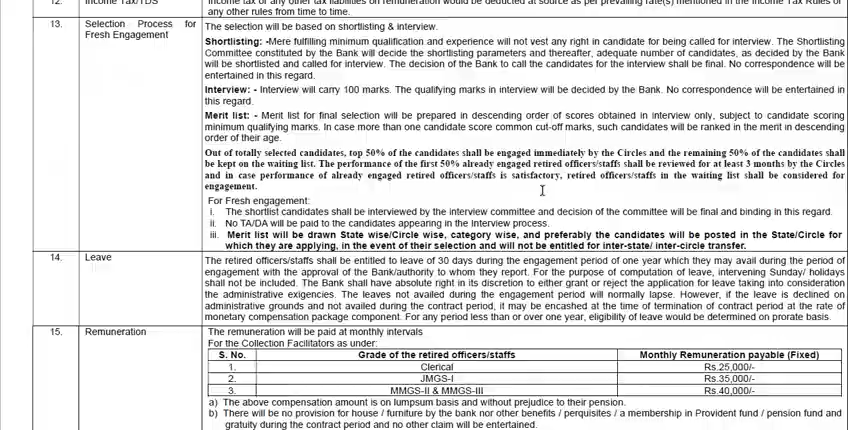 12. Income Tax/TDS Income tax or any other tax liabilities on remuneration would be deducted at source as per prevailing rate(s) mentioned in the Income Tax Rules or
any other rules from time to time.
13. Selection Process for Fresh Engagement
The selection will be based on shortlisting & interview.
Shortlisting: -Mere fulfilling minimum qualification and experience will not vest any right in candidate for being called for interview. The Shortlisting
Committee constituted by the Bank will decide the shortlisting parameters and thereafter, adequate number of candidates, as decided by the Bank
will be shortlisted and called for interview. The decision of the Bank to call the candidates for the interview shall be final. No correspondence will be
entertained in this regard.
Interview: - Interview will carry 100 marks. The qualifying marks in interview will be decided by the Bank. No correspondence will be entertained in
this regard.
Merit list: - Merit list for final selection will be prepared in descending order of scores obtained in interview only, subject to candidate scoring
minimum qualifying marks. In case more than one candidate score common cut-off marks, such candidates will be ranked in the merit in descending
order of their age.
Out of totally selected candidates, top 50% of the candidates shall be engaged immediately by the Circles and the remaining 50% of the candidates shall
be kept on the waiting list. The performance of the first 50% already engaged retired officers/staffs shall be reviewed for at least 3 months by the Circles
and in case performance of already engaged retired officers/staffs is satisfactory, retired officers/staffs in the waiting list shall be considered for
engagement.
For Fresh engagement:
i. The shortlist candidates shall be interviewed by the interview committee and decision of the committee will be final and binding in this regard.
ii. No TA/DA will be paid to the candidates appearing in the Interview process.
iii. Merit list will be drawn State wise/Circle wise, category wise, and preferably the candidates will be posted in the State/Circle for
which they are applying, in the event of their selection and will not be entitled for inter-state/ inter-circle transfer.
14. Leave
The retired officers/staffs shall be entitled to leave of 30 days during the engagement period of one year which they may avail during the period of
engagement with the approval of the Bank/authority to whom they report. For the purpose of computation of leave, intervening Sunday/ holidays
shall not be included. The Bank shall have absolute right in its discretion to either grant or reject the application for leave taking into consideration
the administrative exigencies. The leaves not availed during the engagement period will normally lapse. However, if the leave is declined on
administrative grounds and not availed during the contract period, it may be encashed at the time of termination of contract period at the rate of
monetary compensation package component. For any period less than or over one year, eligibility of leave would be determined on prorate basis.
15. Remuneration
The remuneration will be paid at monthly intervals
For the Collection Facilitators as under:
S. No. Grade of the retired officers/staffs Monthly Remuneration payable (Fixed)
1. Clerical Rs.25,000/-
2. JMGS-I Rs.35,000/-
3. MMGS-II & MMGS-III Rs.40,000/-
a) The above compensation amount is on lumpsum basis and without prejudice to their pension.
b) There will be no provision for house / furniture by the bank nor other benefits / perquisites / a membership in Provident fund / pension fund and
gratuity during the contract period and no other claim will be entertained.